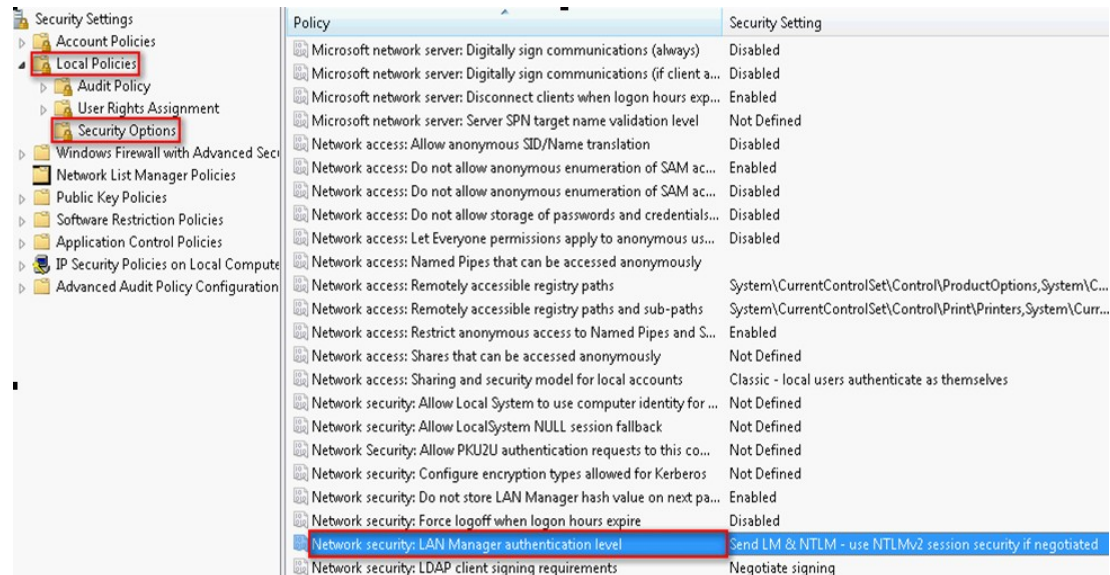 Security Settings
Account Policies
Local Policies
Audit Policy
User Rights Assignment
Security Options
Windows Firewall with Advanced Secu
Network List Manager Policies
Public Key Policies
Software Restriction Policies
Application Control Policies
IP Security Policies on Local Compute
Advanced Audit Policy Configuration
Policy Security Setting
Microsoft network server: Digitally sign communications (always) Disabled
Microsoft network server: Digitally sign communications (if client a... Disabled
Microsoft network server: Disconnect clients when logon hours exp... Enabled
Microsoft network server: Server SPN target name validation level Not Defined
Network access: Allow anonymous SID/Name translation Disabled
Network access: Do not allow anonymous enumeration of SAM ac... Enabled
Network access: Do not allow anonymous enumeration of SAM ac... Disabled
Network access: Do not allow storage of passwords and credentials... Disabled
Network access: Let Everyone permissions apply to anonymous us... Disabled
Network access: Named Pipes that can be accessed anonymously
Network access: Remotely accessible registry paths System\CurrentControlSet\Control\ProductOptions,System\C...
Network access: Remotely accessible registry paths and sub-paths System\CurrentControlSet\Control\Print\Printers,System\Curr...
Network access: Restrict anonymous access to Named Pipes and S... Enabled
Network access: Shares that can be accessed anonymously Not Defined
Network access: Sharing and security model for local accounts Classic - local users authenticate as themselves
Network security: Allow Local System to use computer identity for ... Not Defined
Network security: Allow LocalSystem NULL session fallback Not Defined
Network Security: Allow PKU2U authentication requests to this co... Not Defined
Network security: Configure encryption types allowed for Kerberos Not Defined
Network security: Do not store LAN Manager hash value on next pa... Enabled
Network security: Force logoff when logon hours expire Disabled
Network security: LAN Manager authentication level Send LM & NTLM - use NTLMv2 session security if negotiated
Network security: LDAP client signing requirements Negotiate signing